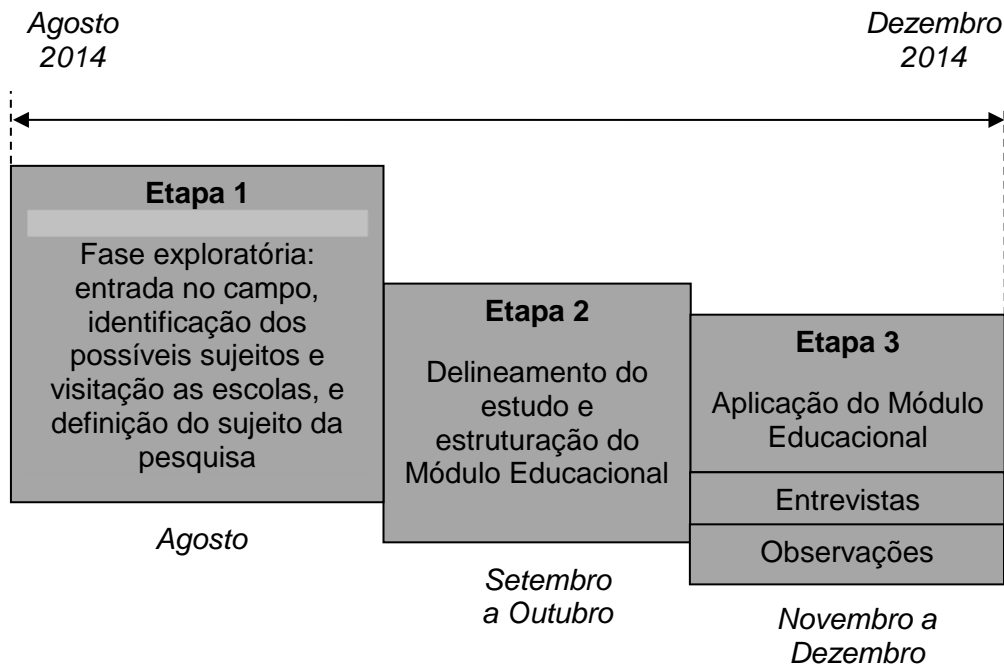 Agosto
2014
Dezembro
2014
Etapa 1
Fase exploratória:
entrada no campo,
identificação dos
possíveis sujeitos e
visitação as escolas, e
definição do sujeito da
pesquisa
Agosto
Etapa 2
Delineamento do
estudo e
estruturação do
Módulo Educacional
Setembro
a Outubro
Etapa 3
Aplicação do Módulo
Educacional
Entrevistas
Observações
Novembro a
Dezembro